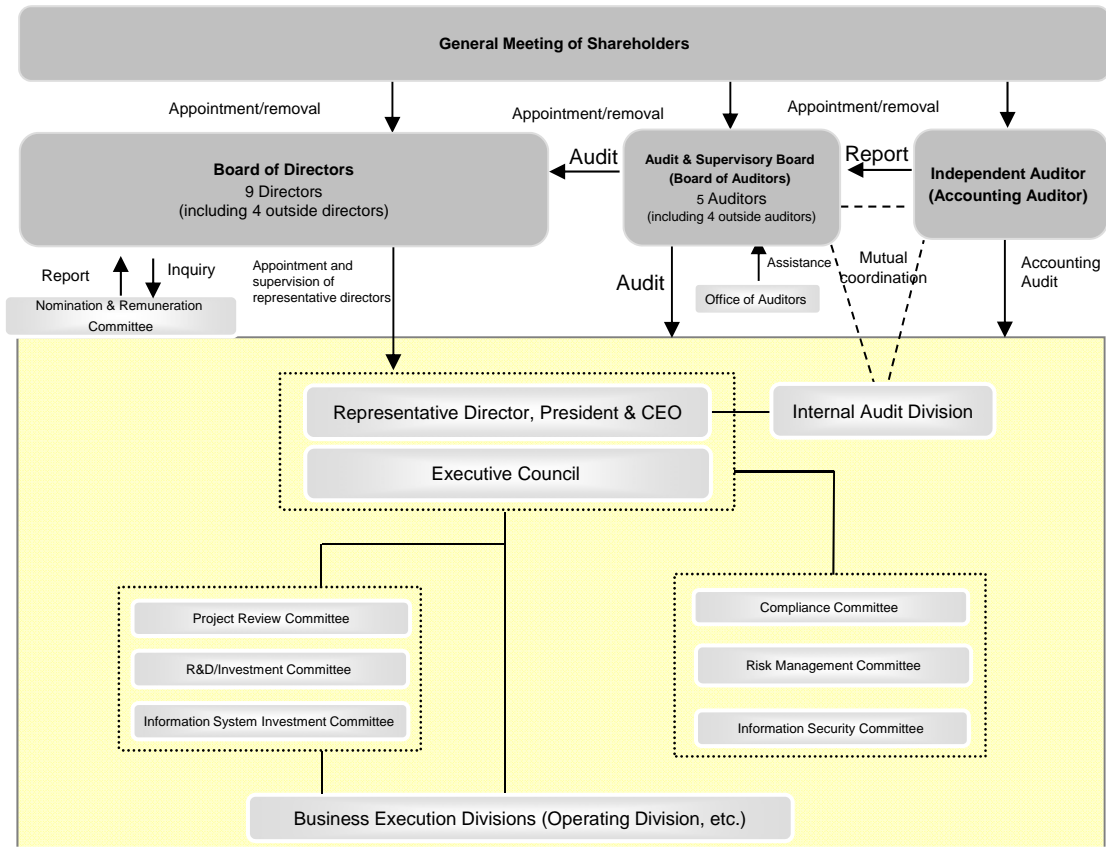 General Meeting of Shareholders
Appointment/removal
Appointment/removal
Appointment/removal
Board of Directors
9 Directors
(including 4 outside directors)
Audit
Audit & Supervisory Board
(Board of Auditors)
5 Auditors
(including 4 outside auditors)
Report
Independent Auditor
(Accounting Auditor)
Report
Inquiry
Nomination & Remuneration
Committee
Appointment and
supervision of
representative directors
Audit
Assistance
Office of Auditors
Mutual
coordination
Accounting
Audit
Representative Director, President & CEO
Internal Audit Division
Executive Council
Project Review Committee
R&D/Investment Committee
Information System Investment Committee
Compliance Committee
Risk Management Committee
Information Security Committee
Business Execution Divisions (Operating Division, etc.)